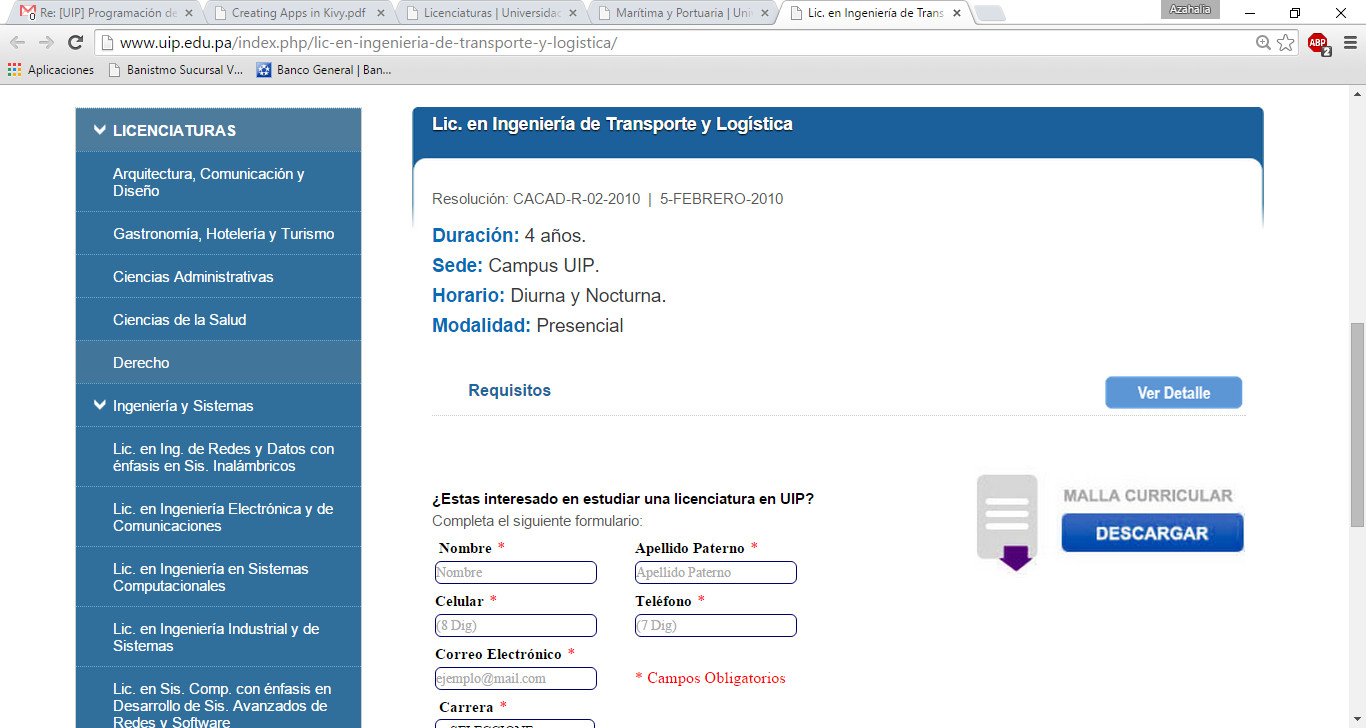 Re: [UIP] Programación de
Creating Apps in Kivy.pdf
Licenciaturas | Universidad
Marítima y Portuaria | Uni
Lic. en Ingeniería de Trans
Azahalia
www.uip.edu.pa/index.php/lic-en-ingenieria-de-transporte-y-logistica/
ABP
2
Aplicaciones
Banistmo Sucursal V...
Banco General | Ban...
LICENCIATURAS
Arquitectura, Comunicación y
Diseño
Gastronomía, Hotelería y Turismo
Ciencias Administrativas
Ciencias de la Salud
Derecho
Ingeniería y Sistemas
Lic. en Ing. de Redes y Datos con
énfasis en Sis. Inalámbricos
Lic. en Ingeniería Electrónica y de
Comunicaciones
Lic. en Ingeniería en Sistemas
Computacionales
Lic. en Ingeniería Industrial y de
Sistemas
Lic. en Sis. Comp. con énfasis en
Desarrollo de Sis. Avanzados de
Redes y Software
Lic. en Ingeniería de Transporte y Logística
Resolución: CACAD-R-02-2010 | 5-FEBRERO-2010
Duración: 4 años.
Sede: Campus UIP.
Horario: Diurna y Nocturna.
Modalidad: Presencial
Requisitos
Ver Detalle
MALLA CURRICULAR
DESCARGAR
¿Estas interesado en estudiar una licenciatura en UIP?
Completa el siguiente formulario:
Nombre * Apellido Paterno *
Nombre Apellido Paterno
Celular * Teléfono *
(8 Dig) (7 Dig)
Correo Electrónico *
ejemplo@mail.com * Campos Obligatorios
Carrera *